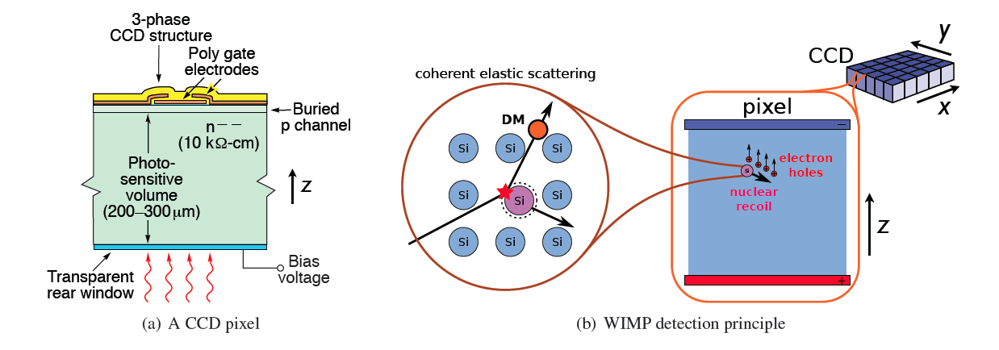 3-phase
CCD structure
Poly gate
electrodes
Buried
p channel
n−−
(10 kΩ-cm)
Photo-
sensitive
volume
(200–300 μm)
z
Transparent
rear window
Bias
voltage
(a) A CCD pixel
coherent elastic scattering
DM
Si Si Si
Si Si Si
Si Si Si
CCD
y
x
pixel
−
Si
electron
holes
nuclear
recoil
z
+
(b) WIMP detection principle